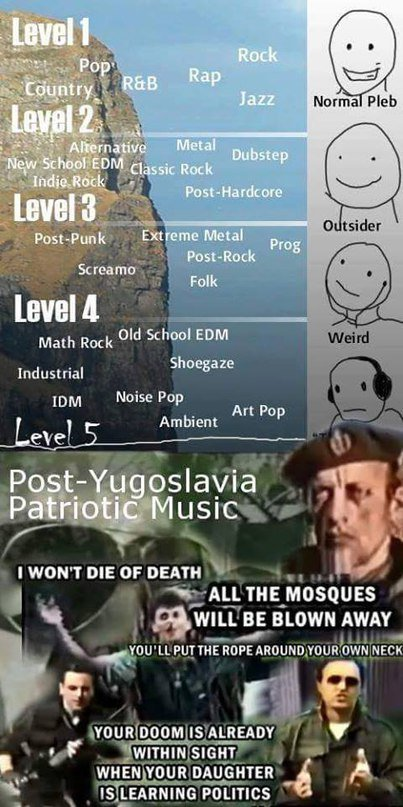 Level 1
Pop
Rock
Country
R&B
Rap
Jazz
Normal Pleb
Level 2
Alternative
Metal
Dubstep
New School EDM
Classic Rock
Indie Rock
Post-Hardcore
Level 3
Outsider
Post-Punk
Extreme Metal
Prog
Post-Rock
Screamo
Folk
Level 4
Math Rock
Old School EDM
Weird
Shoegaze
Industrial
IDM
Noise Pop
Art Pop
Ambient
Level 5
Post-Yugoslavia
Patriotic Music
I WON'T DIE OF DEATH
ALL THE MOSQUES
WILL BE BLOWN AWAY
YOU'LL PUT THE ROPE AROUND YOUR OWN NECK
YOUR DOOM IS ALREADY
WITHIN SIGHT
WHEN YOUR DAUGHTER
IS LEARNING POLITICS